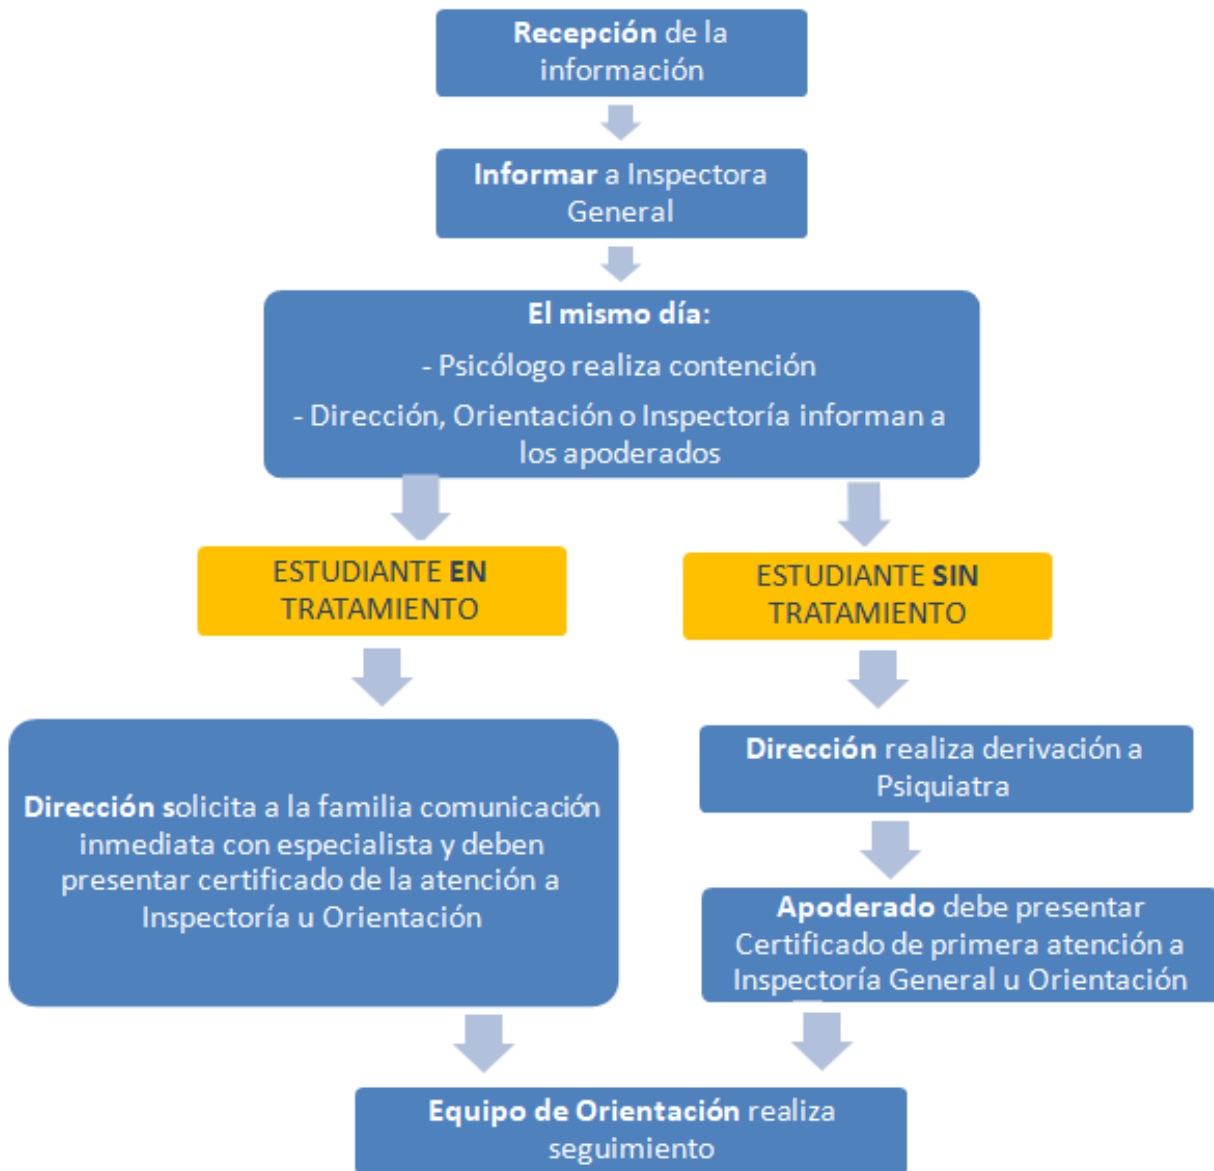 Recepción de la
información
Informar a Inspectora
General
El mismo día:
- Psicólogo realiza contención
- Dirección, Orientación o Inspectoría informan a
los apoderados
ESTUDIANTE EN
TRATAMIENTO
ESTUDIANTE SIN
TRATAMIENTO
Dirección solicita a la familia comunicación
inmediata con especialista y deben
presentar certificado de la atención a
Inspectoría u Orientación
Dirección realiza derivación a
Psiquiatra
Apoderado debe presentar
Certificado de primera atención a
Inspectoría General u Orientación
Equipo de Orientación realiza
seguimiento